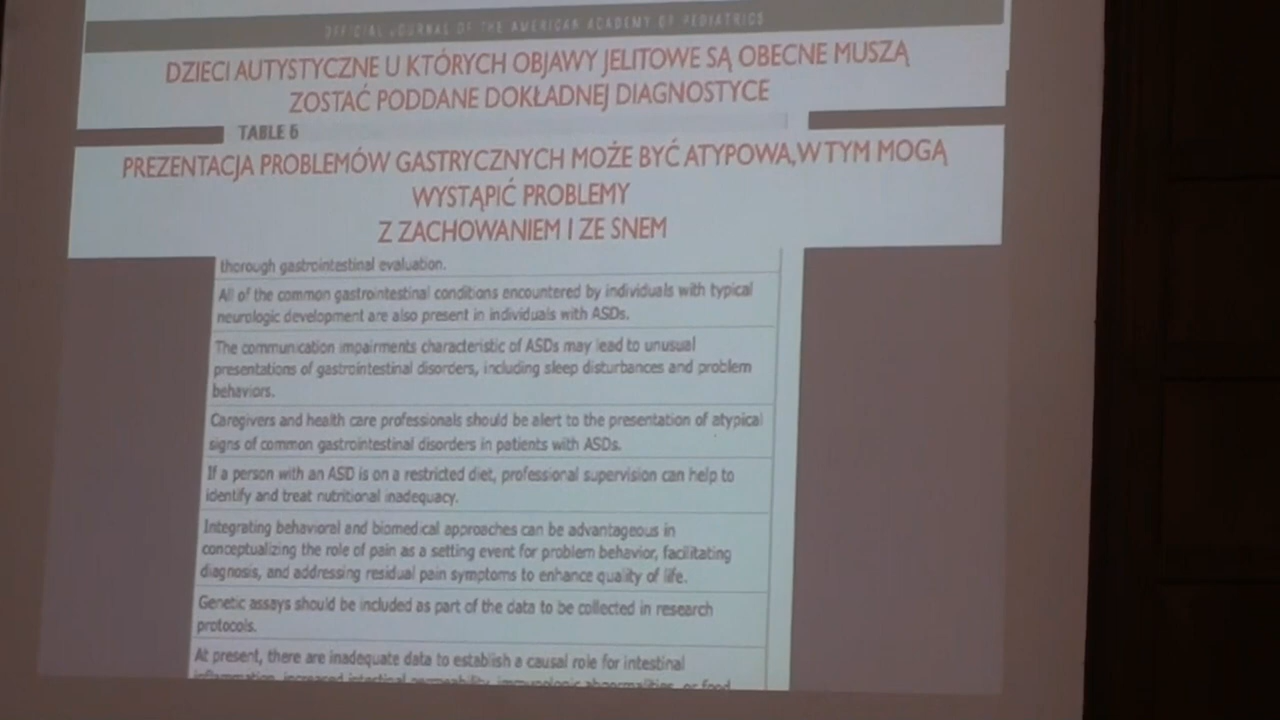 OFFICIAL JOURNAL OF THE AMERICAN ACADEMY OF PEDIATRICS
DZIECI AUTYSTYCZNE U KTÓRYCH OBJAWY JELITOWE SĄ OBECNE MUSZĄ
ZOSTAĆ PODDANE DOKŁADNEJ DIAGNOSTYCE
TABLE 6
PREZENTACJA PROBLEMÓW GASTRYCZNYCH MOŻE BYĆ ATYPOWA, W TYM MOGĄ
WYSTĄPIĆ PROBLEMY
Z ZACHOWANIEM I ZE SNEM
thorough gastrointestinal evaluation.
All of the common gastrointestinal conditions encountered by individuals with typical
neurologic development are also present in individuals with ASDs.
The communication impairments characteristic of ASDs may lead to unusual
presentations of gastrointestinal disorders, including sleep disturbances and problem
behaviors.
Caregivers and health care professionals should be alert to the presentation of atypical
signs of common gastrointestinal disorders in patients with ASDs.
If a person with an ASD is on a restricted diet, professional supervision can help to
identify and treat nutritional inadequacy.
Integrating behavioral and biomedical approaches can be advantageous in
conceptualizing the role of pain as a setting event for problem behavior, facilitating
diagnosis, and addressing residual pain symptoms to enhance quality of life.
Genetic assays should be included as part of the data to be collected in research
protocols.
At present, there are inadequate data to establish a causal role for intestinal
inflammation, increased intestinal permeability, immunologic abnormalities, or food